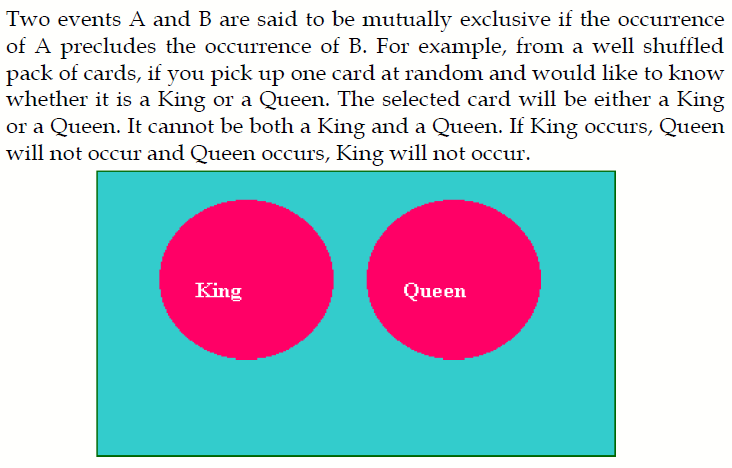 Two events A and B are said to be mutually exclusive if the occurrence
of A precludes the occurrence of B. For example, from a well shuffled
pack of cards, if you pick up one card at random and would like to know
whether it is a King or a Queen. The selected card will be either a King
or a Queen. It cannot be both a King and a Queen. If King occurs, Queen
will not occur and Queen occurs, King will not occur.
King
Queen